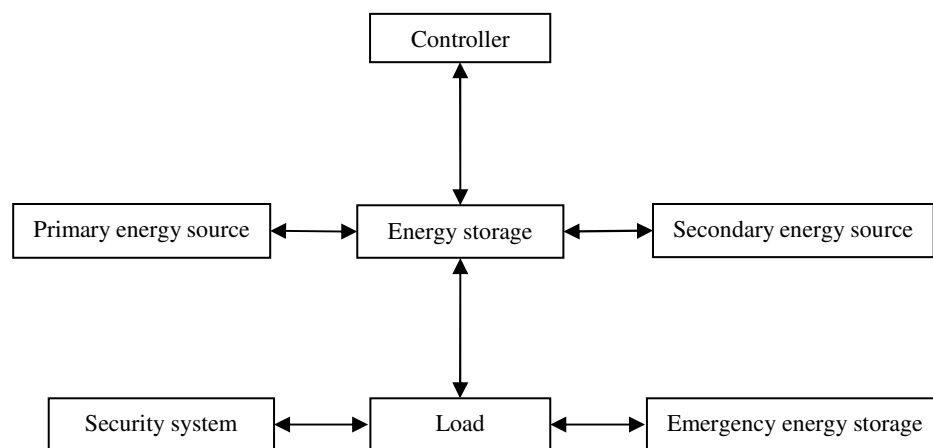 Controller
Primary energy source
Energy storage
Secondary energy source
Security system
Load
Emergency energy storage